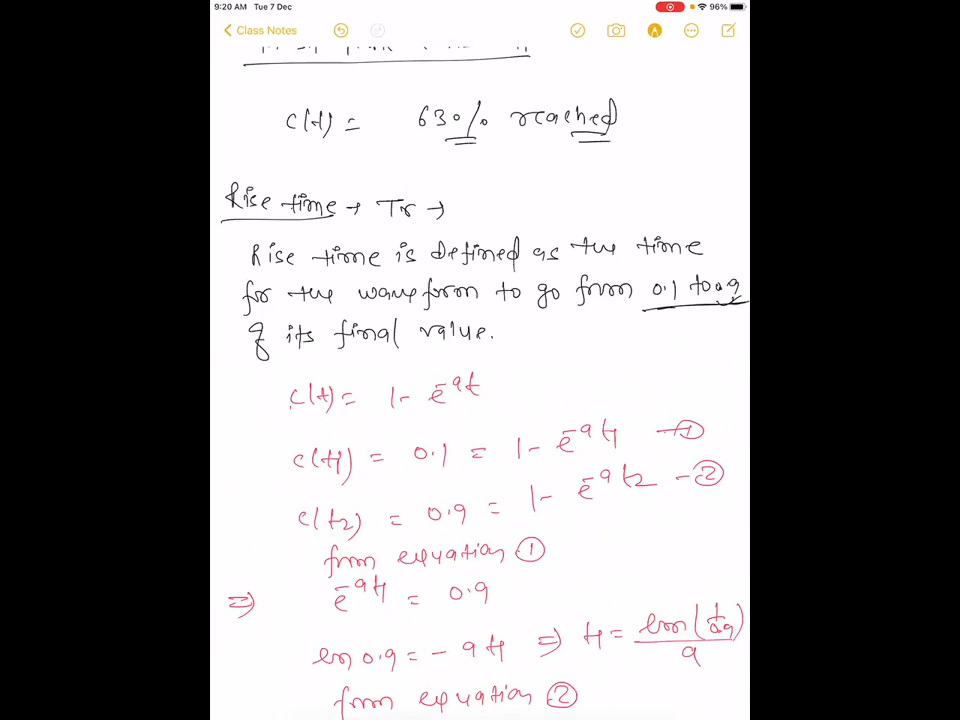 9:20 AM Tue 7 Dec 96%
Class Notes
c(t) = 63% reached
Rise time → Tr →
Rise time is defined as the time
for the waveform to go from 0.1 to 0.9
of its final value.
c(t) = 1 - e^-at
c(t1) = 0.1 = 1 - e^-at1 —①
c(t2) = 0.9 = 1 - e^-at2 —②
from equation ①
⇒ e^-at1 = 0.9
ln 0.9 = - at1 ⇒ t1 = ln(1/0.9)/a
from equation ②